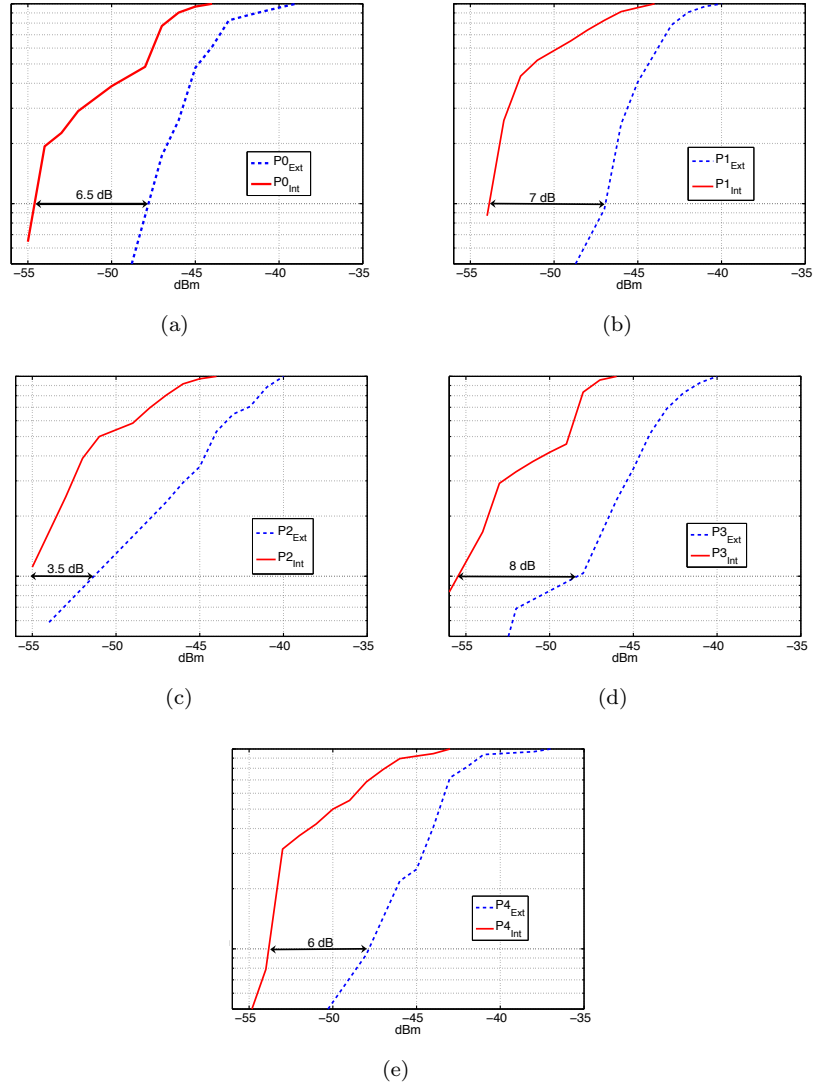 P0Ext
P0Int
6.5 dB
−55 −50 −45 −40 −35
dBm
(a)
P1Ext
P1Int
7 dB
−55 −50 −45 −40 −35
dBm
(b)
P2Ext
P2Int
3.5 dB
−55 −50 −45 −40 −35
dBm
(c)
P3Ext
P3Int
8 dB
−55 −50 −45 −40 −35
dBm
(d)
P4Ext
P4Int
6 dB
−55 −50 −45 −40 −35
dBm
(e)